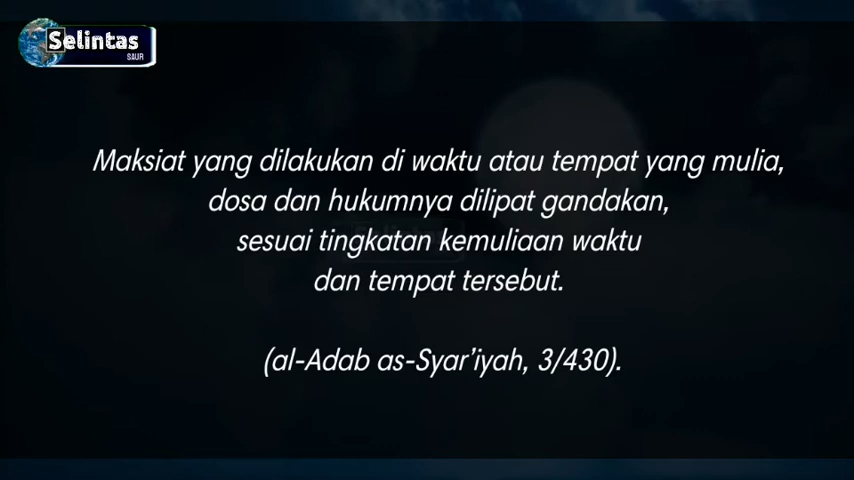 Selintas
SAUR
Maksiat yang dilakukan di waktu atau tempat yang mulia,
dosa dan hukumnya dilipat gandakan,
sesuai tingkatan kemuliaan waktu
dan tempat tersebut.
(al-Adab as-Syar'iyah, 3/430).